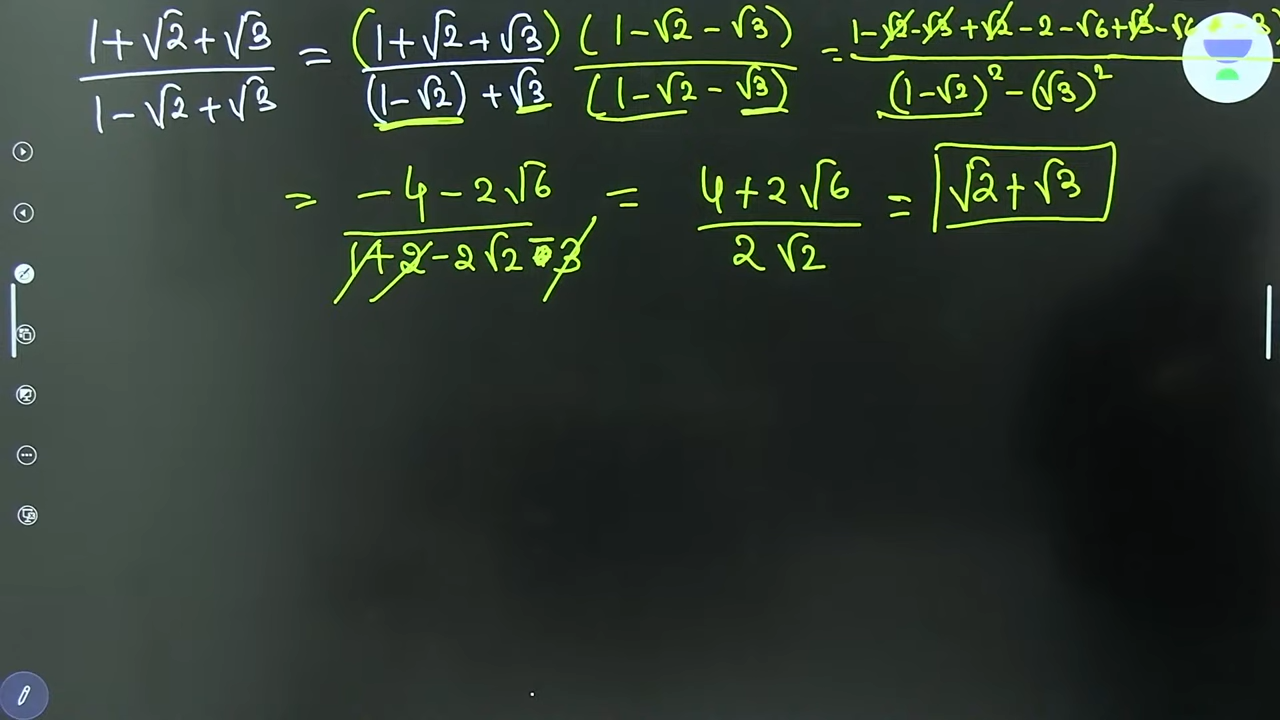 (1+√2+√3)/(1-√2+√3) = (1+√2+√3)/((1-√2)+√3) (1-√2-√3)/(1-√2-√3) = (1-√2-√3+√2-2-√6+√3-√6-3)/((1-√2)²-(√3)²)
= (-4-2√6)/(1+2-2√2-3) = (4+2√6)/(2√2) = √2+√3